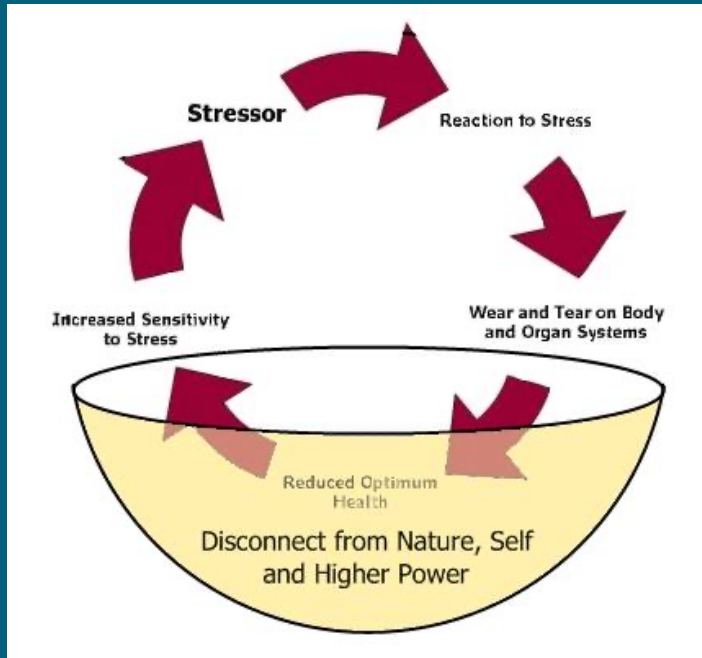 Stressor
Reaction to Stress
Wear and Tear on Body
and Organ Systems
Increased Sensitivity
to Stress
Reduced Optimum
Health
Disconnect from Nature, Self
and Higher Power